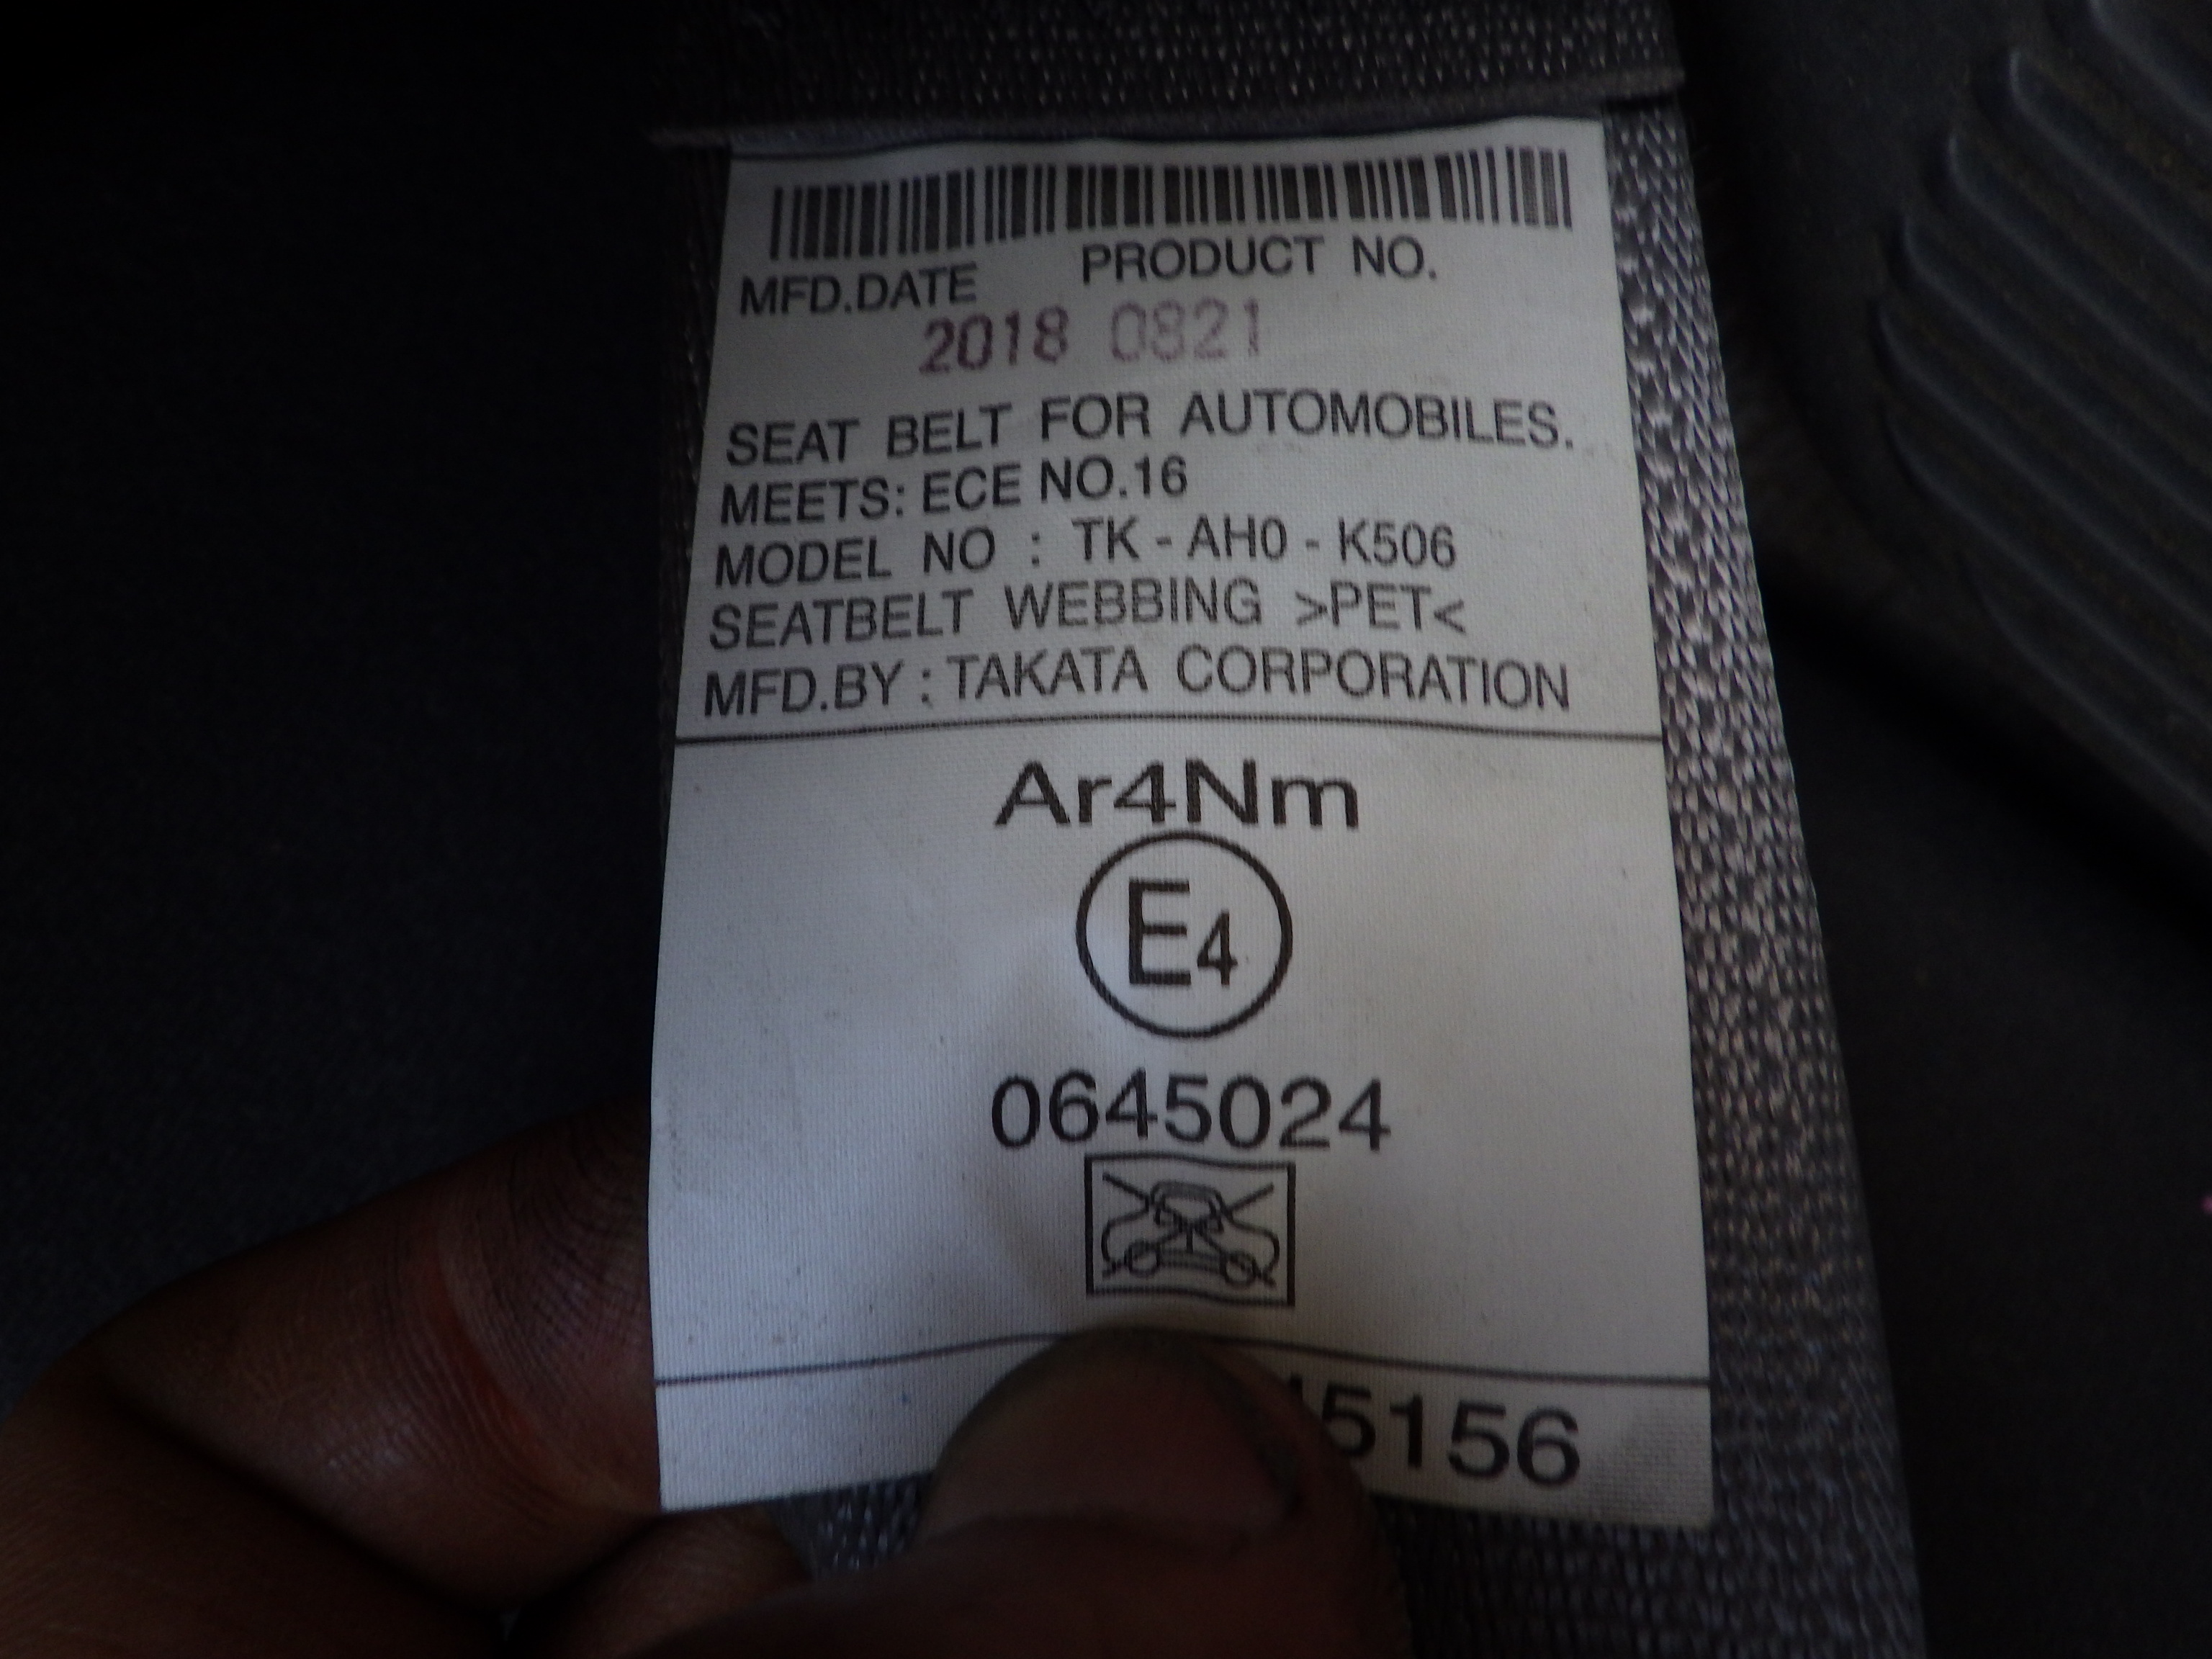 MFD.DATE PRODUCT NO.
2018 0821
SEAT BELT FOR AUTOMOBILES.
MEETS: ECE NO.16
MODEL NO : TK - AH0 - K506
SEATBELT WEBBING >PET<
MFD.BY : TAKATA CORPORATION
Ar4Nm
E4
0645024
5156